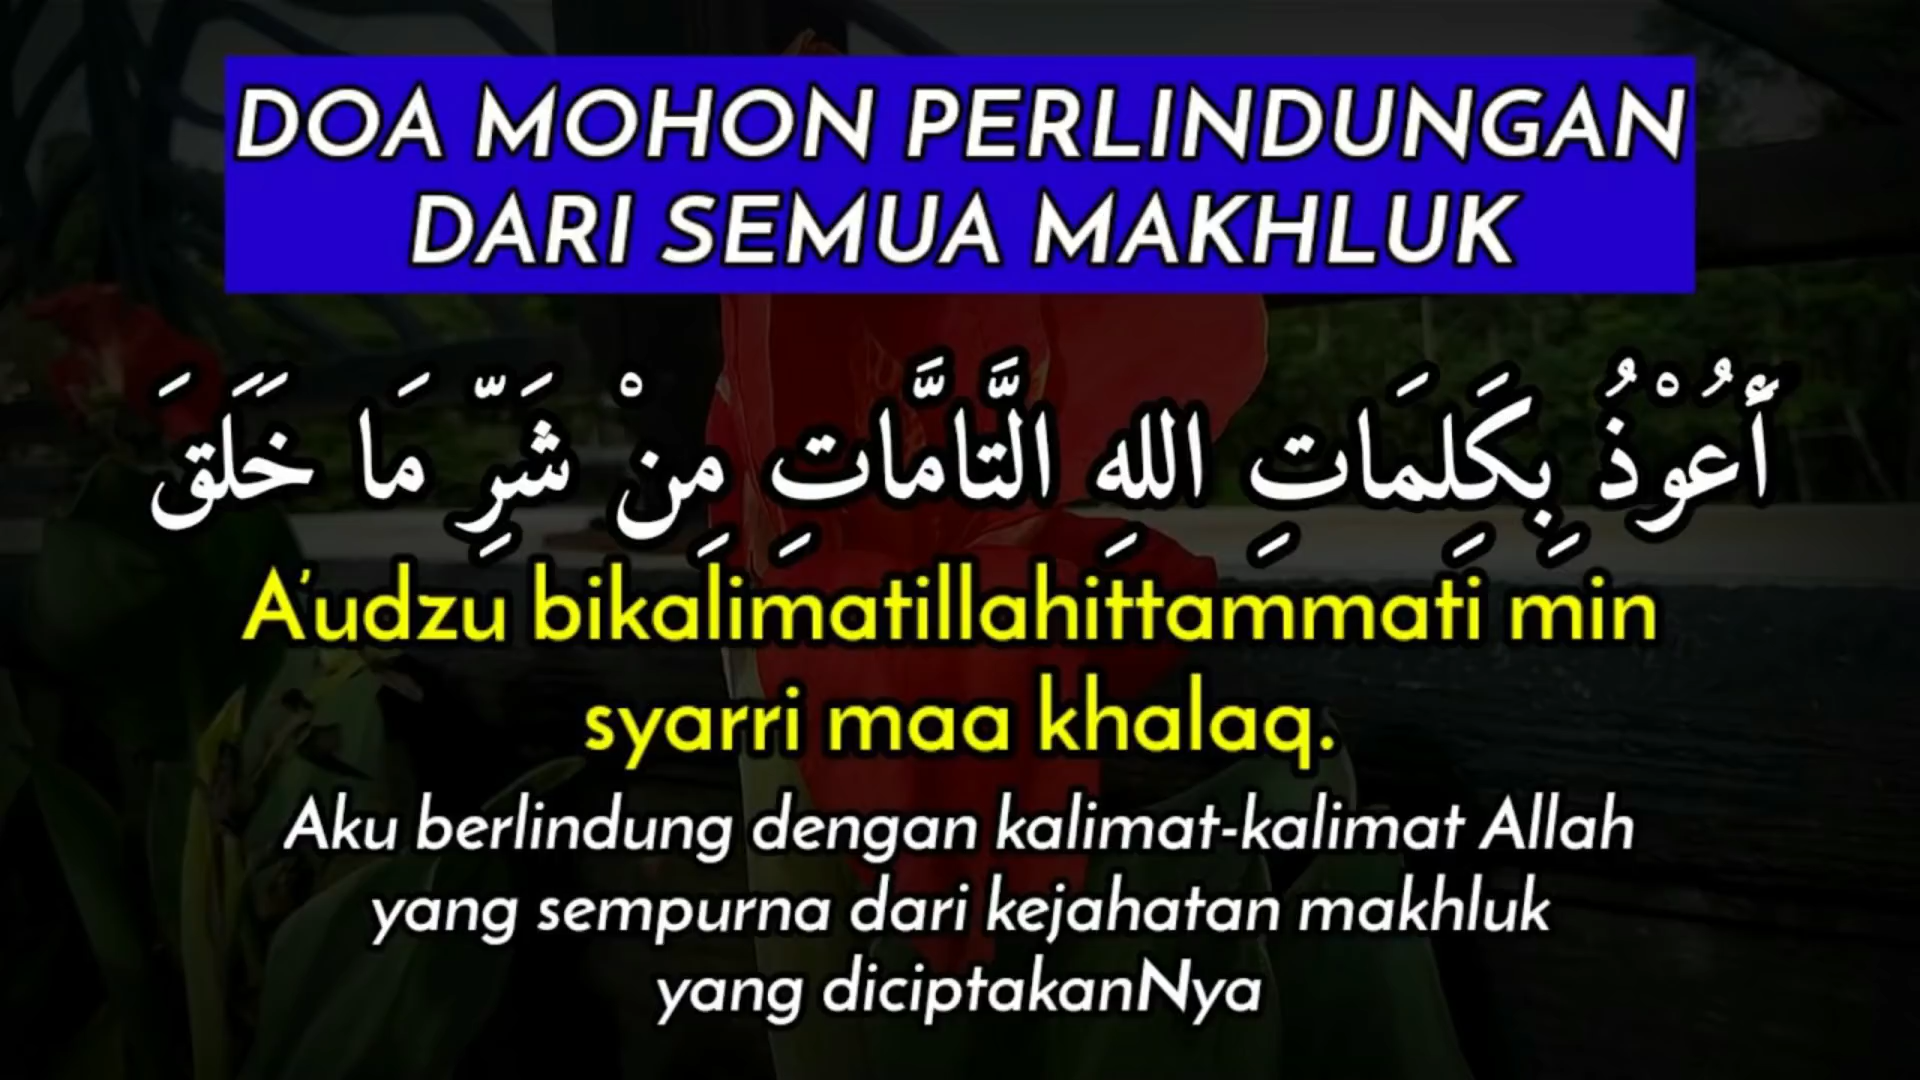 DOA MOHON PERLINDUNGAN
DARI SEMUA MAKHLUK
أَعُوْذُ بِكَلِمَاتِ اللهِ التَّامَّاتِ مِنْ شَرِّ مَا خَلَقَ
A'udzu bikalimatillahittammati min
syarri maa khalaq.
Aku berlindung dengan kalimat-kalimat Allah
yang sempurna dari kejahatan makhluk
yang diciptakanNya